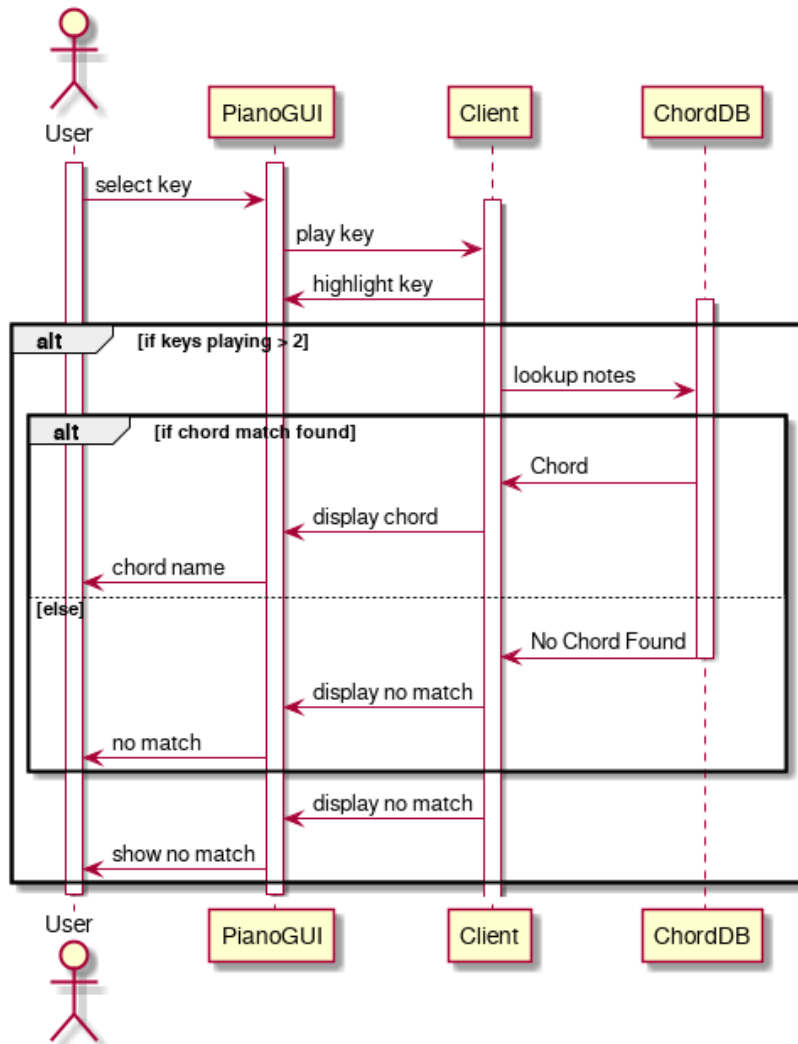 User
PianoGUI
Client
ChordDB
select key
play key
highlight key
alt
[if keys playing > 2]
lookup notes
alt
[if chord match found]
Chord
display chord
chord name
[else]
No Chord Found
display no match
no match
display no match
show no match
User
PianoGUI
Client
ChordDB